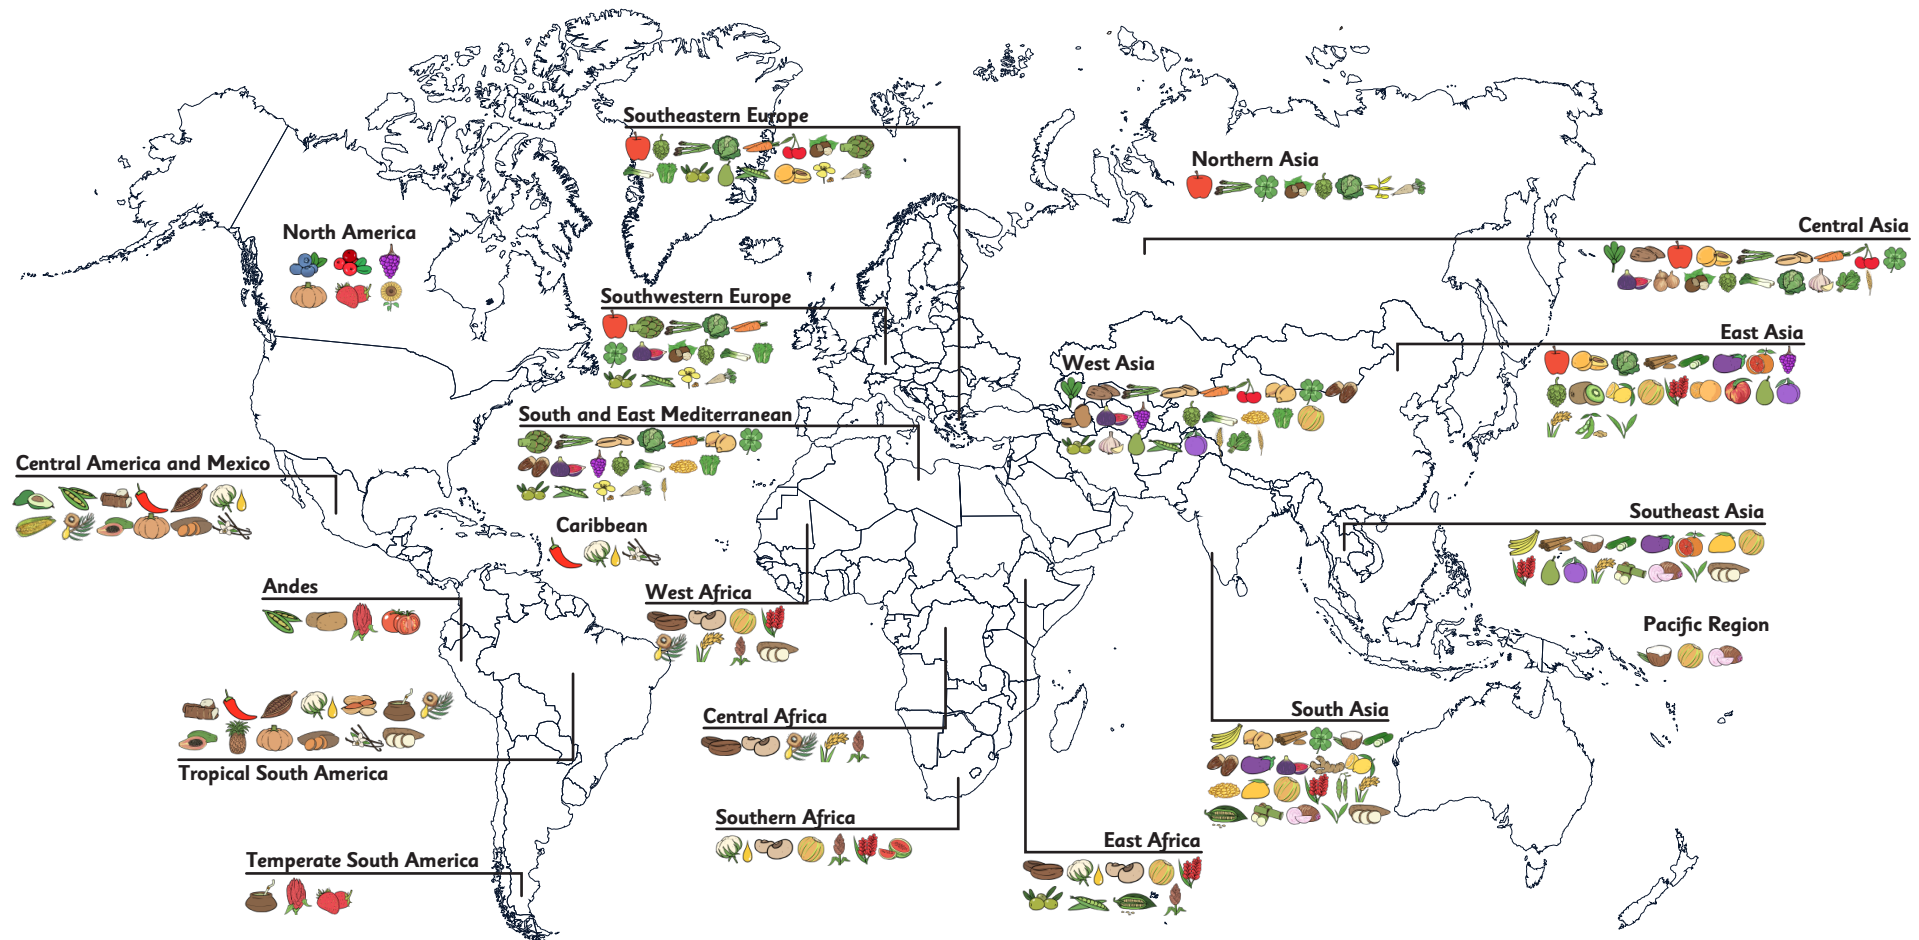 Southeastern Europe
Northern Asia
Central Asia
North America
Southwestern Europe
East Asia
West Asia
South and East Mediterranean
Central America and Mexico
Southeast Asia
Caribbean
Andes
West Africa
Pacific Region
South Asia
Central Africa
Tropical South America
Southern Africa
East Africa
Temperate South America